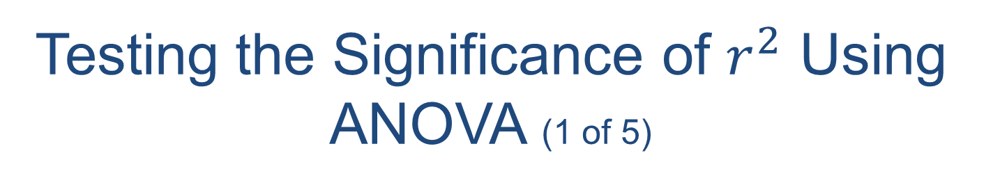 Testing the Significance of r² Using
ANOVA (1 of 5)